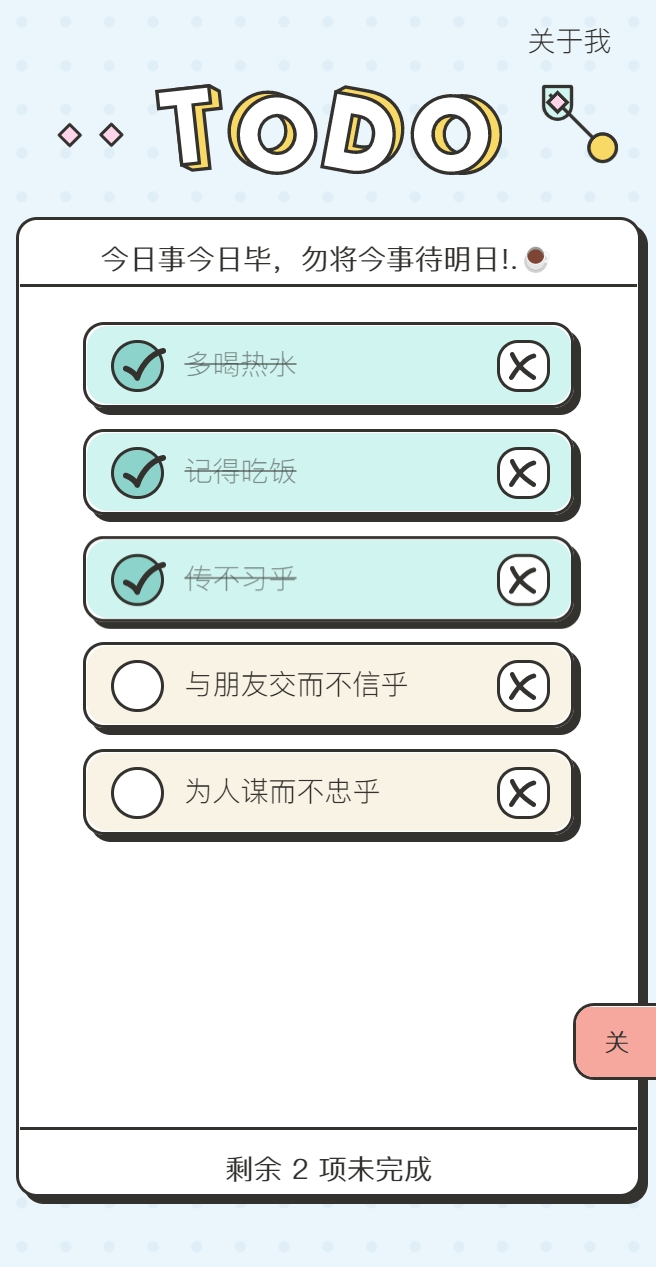 关于我
TODO
今日事今日毕，勿将今事待明日!.☕
多喝热水
记得吃饭
传不习乎
与朋友交而不信乎
为人谋而不忠乎
关
剩余 2 项未完成